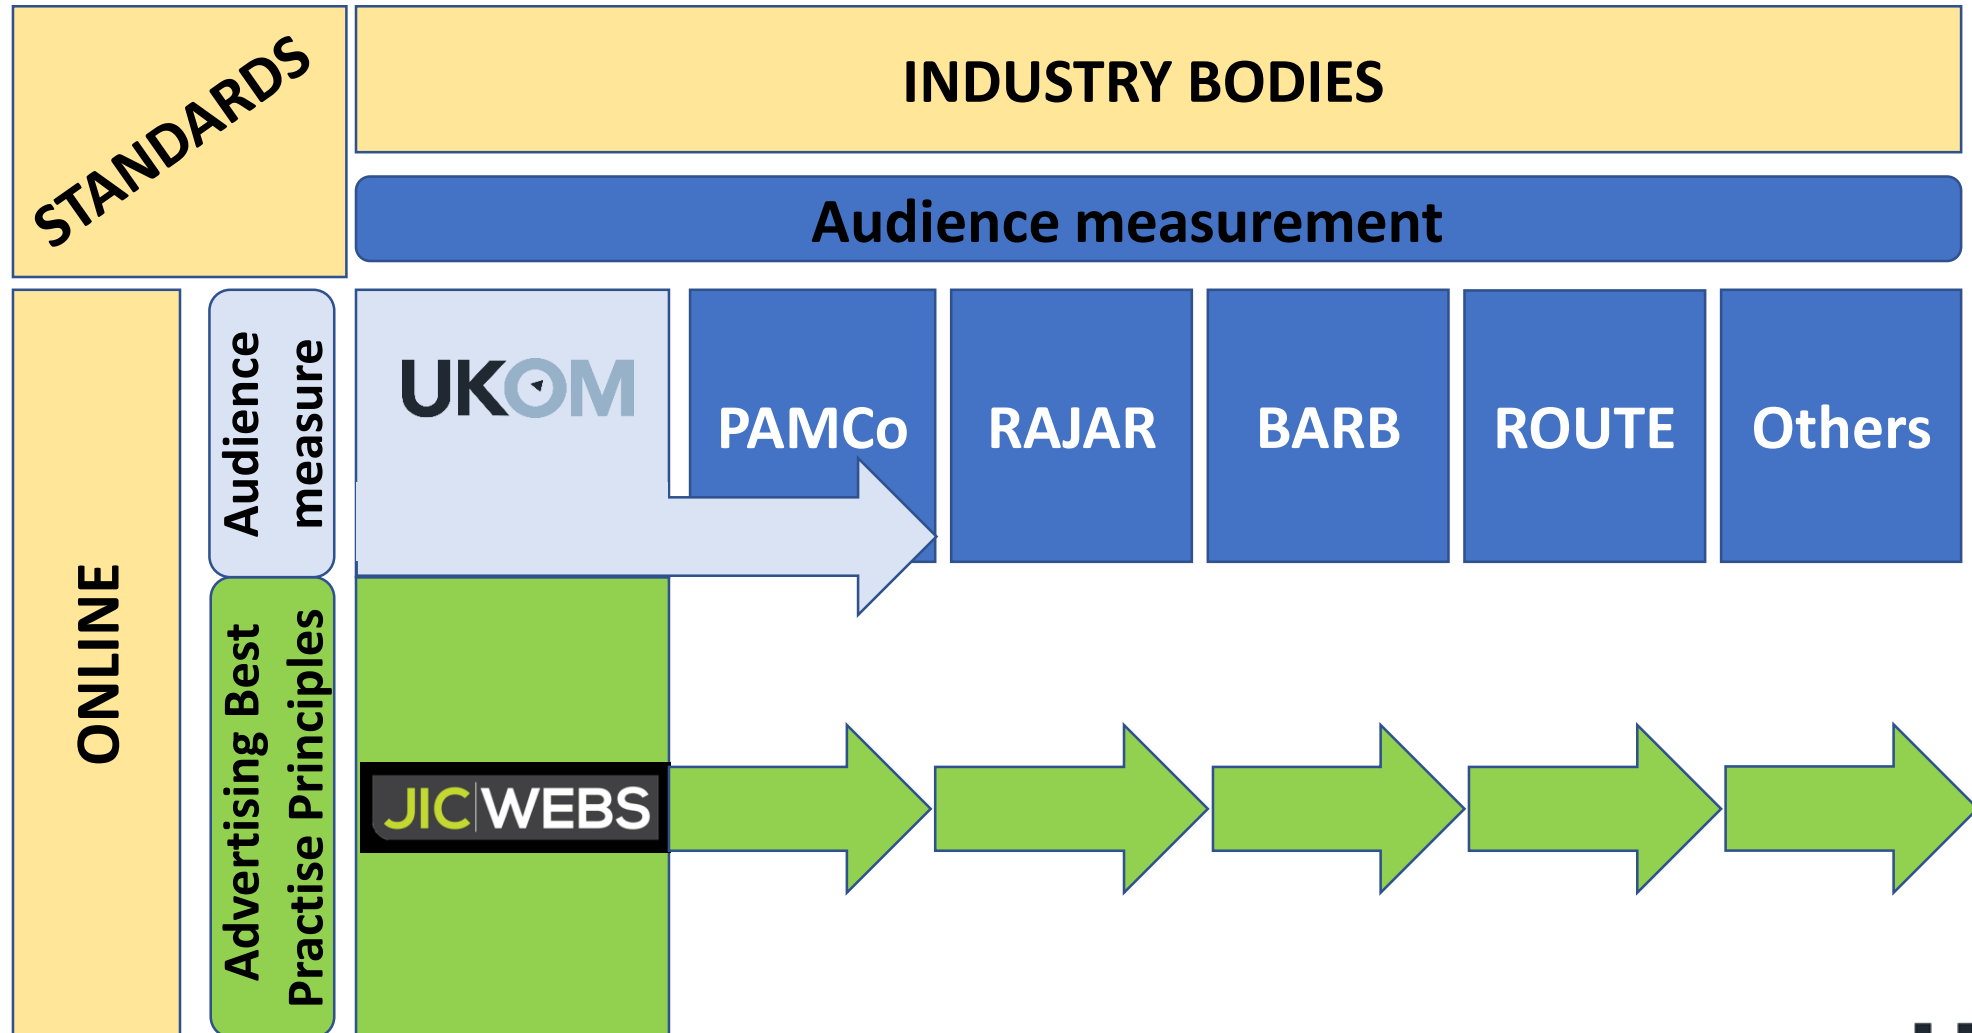 STANDARDS
INDUSTRY BODIES
Audience measurement
ONLINE
Audience
measure
UKOM
PAMCo
RAJAR
BARB
ROUTE
Others
Advertising Best
Practise Principles
JIC WEBS